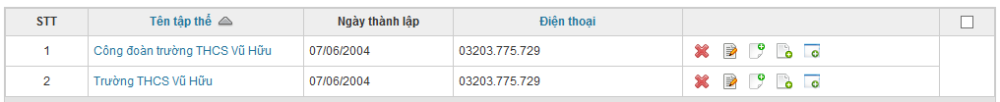 STT Tên tập thể Ngày thành lập Điện thoại
1 Công đoàn trường THCS Vũ Hữu 07/06/2004 03203.775.729
2 Trường THCS Vũ Hữu 07/06/2004 03203.775.729